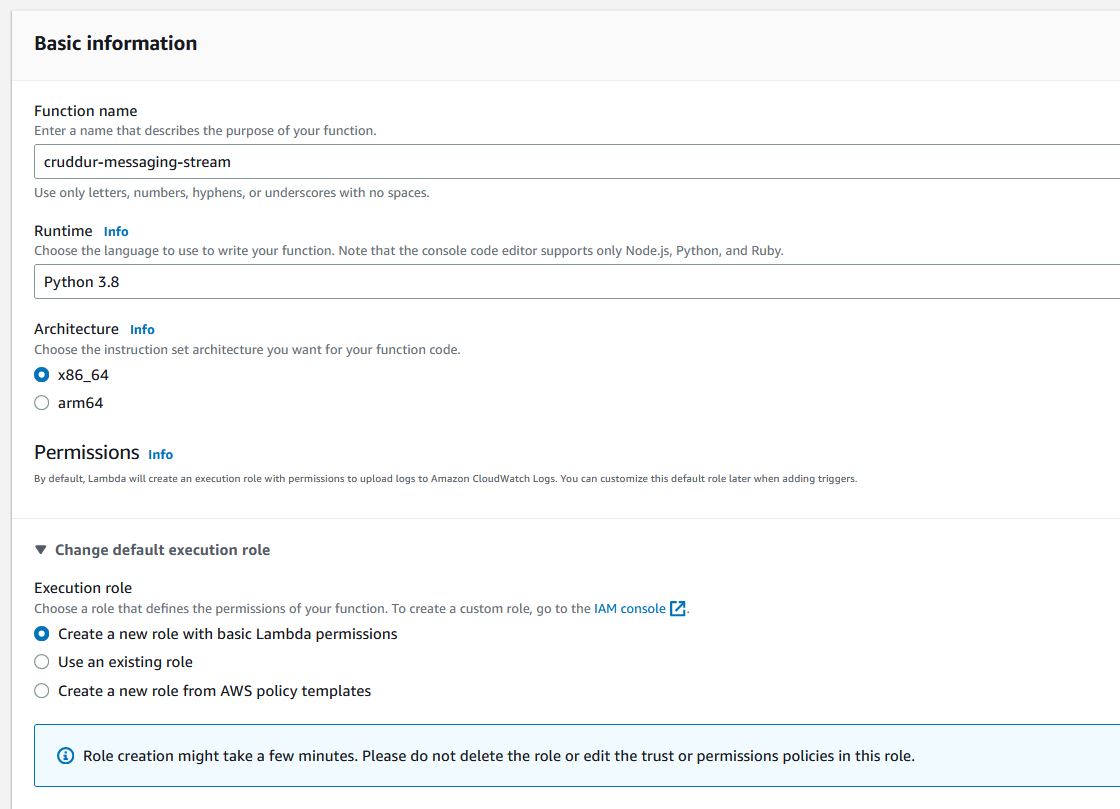 Basic information
Function name
Enter a name that describes the purpose of your function.
cruddur-messaging-stream
Use only letters, numbers, hyphens, or underscores with no spaces.
Runtime Info
Choose the language to use to write your function. Note that the console code editor supports only Node.js, Python, and Ruby.
Python 3.8
Architecture Info
Choose the instruction set architecture you want for your function code.
x86_64
arm64
Permissions Info
By default, Lambda will create an execution role with permissions to upload logs to Amazon CloudWatch Logs. You can customize this default role later when adding triggers.
Change default execution role
Execution role
Choose a role that defines the permissions of your function. To create a custom role, go to the IAM console.
Create a new role with basic Lambda permissions
Use an existing role
Create a new role from AWS policy templates
Role creation might take a few minutes. Please do not delete the role or edit the trust or permissions policies in this role.